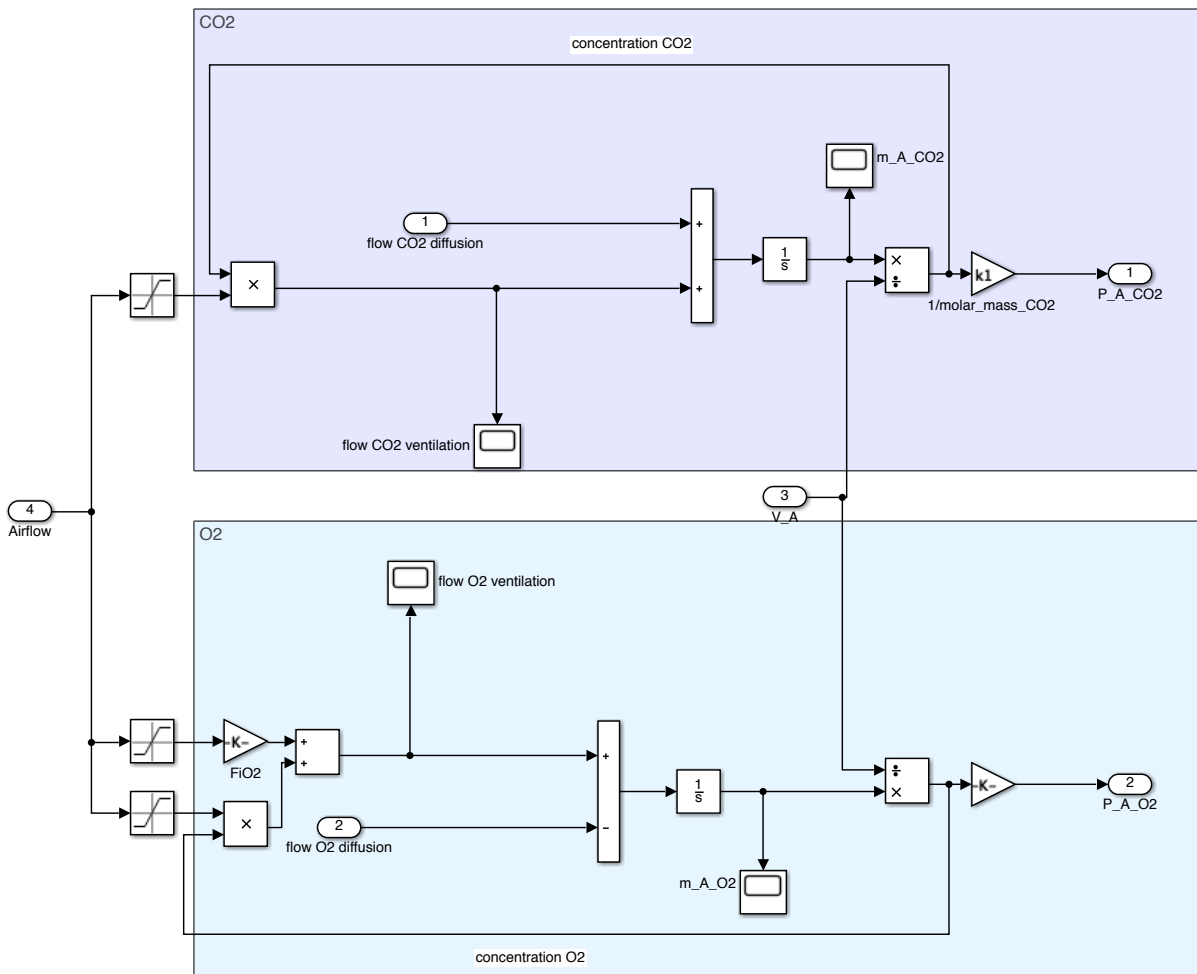 CO2
concentration CO2
m_A_CO2
1
flow CO2 diffusion
+
×
1
s
×
÷
k1
1
+
1/molar_mass_CO2
P_A_CO2
flow CO2 ventilation
4
Airflow
3
V_A
O2
flow O2 ventilation
-K-
FiO2
+
+
+
1
s
÷
×
-K-
2
P_A_O2
×
2
flow O2 diffusion
−
m_A_O2
concentration O2